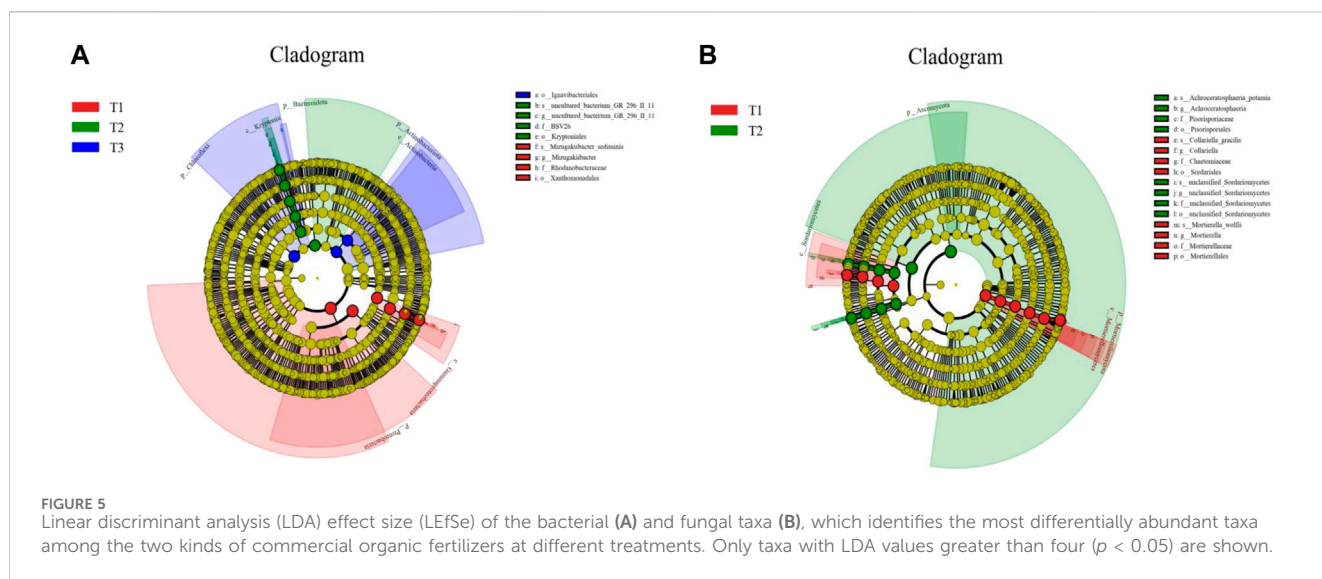 A
Cladogram
T1
T2
T3
p__Bacteroidota
c__Kryptonia
p__Chloroflexi
p__Actinobacteriota
c__Actinobacteria
c__Gammaproteobacteria
p__Proteobacteria
a: o__Ignavibacteriales
b: s__uncultured_bacterium_GR_296_II_11
c: g__uncultured_bacterium_GR_296_II_11
d: f__BSV26
e: o__Kryptoniales
f: s__Mizugakiibacter_sediminis
g: g__Mizugakiibacter
h: f__Rhodanobacteraceae
i: o__Xanthomonadales
B
Cladogram
T1
T2
p__Ascomycota
c__Sordariomycetes
p__Mortierellomycota
c__Mortierellomycetes
a: s__Achroceratosphaeria_potamia
b: g__Achroceratosphaeria
c: f__Pisorisporiaceae
d: o__Pisorisporiales
e: s__Collariella_gracilis
f: g__Collariella
g: f__Chaetomiaceae
h: o__Sordariales
i: s__unclassified_Sordariomycetes
j: g__unclassified_Sordariomycetes
k: f__unclassified_Sordariomycetes
l: o__unclassified_Sordariomycetes
m: s__Mortierella_wolfii
n: g__Mortierella
o: f__Mortierellaceae
p: o__Mortierellales
FIGURE 5
Linear discriminant analysis (LDA) effect size (LEfSe) of the bacterial (A) and fungal taxa (B), which identifies the most differentially abundant taxa
among the two kinds of commercial organic fertilizers at different treatments. Only taxa with LDA values greater than four (p < 0.05) are shown.